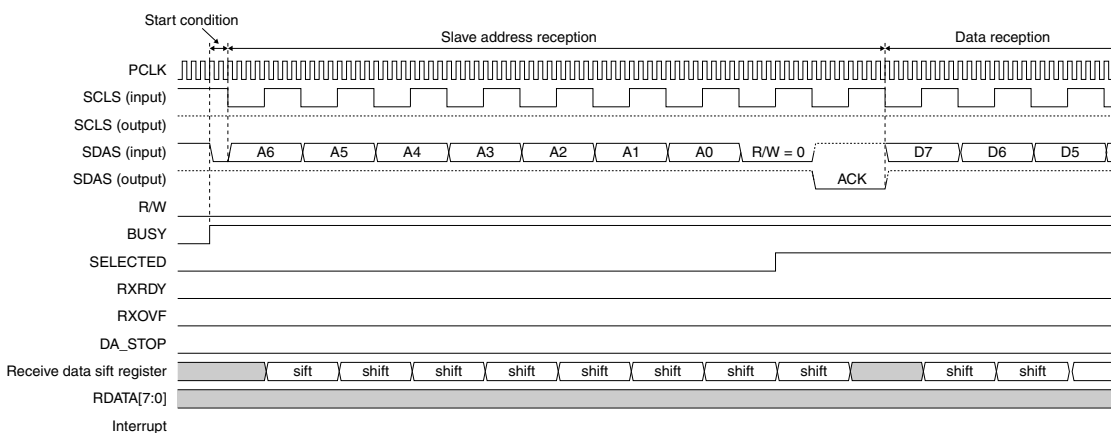 Start condition
Slave address reception
Data reception
PCLK
SCLS (input)
SCLS (output)
SDAS (input) A6 A5 A4 A3 A2 A1 A0 R/W = 0 D7 D6 D5
SDAS (output) ACK
R/W
BUSY
SELECTED
RXRDY
RXOVF
DA_STOP
Receive data sift register sift shift shift shift shift shift shift shift shift shift
RDATA[7:0]
Interrupt